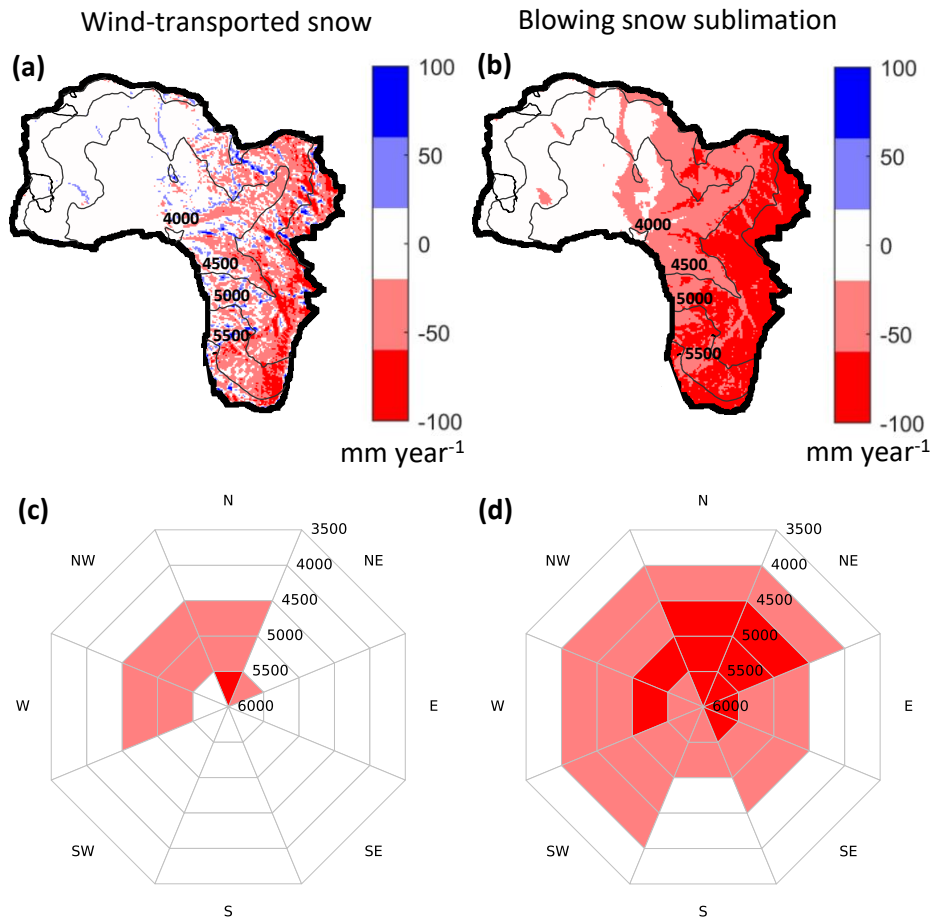 Wind-transported snow
Blowing snow sublimation
(a)
100
50
0
-50
-100
mm year-1
4000
4500
5000
5500
(b)
100
50
0
-50
-100
mm year-1
4000
4500
5000
5500
(c)
N
NE
E
SE
S
SW
W
NW
3500
4000
4500
5000
5500
6000
(d)
N
NE
E
SE
S
SW
W
NW
3500
4000
4500
5000
5500
6000